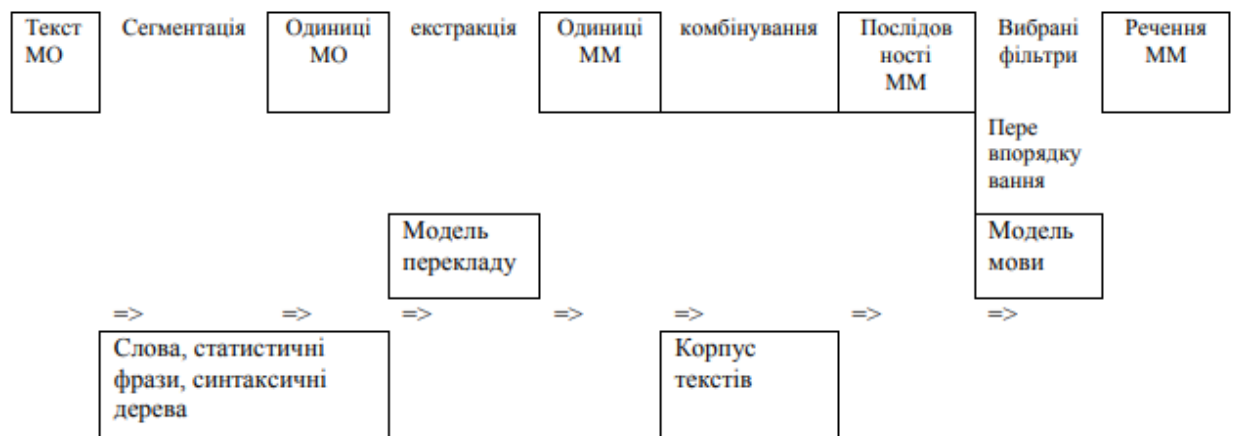 Текст Сегментація Одиниці екстракція Одиниці комбінування Послідов Вибрані Речення
МО МО ММ ності фільтри ММ
ММ
Пере
впорядку
вання
Модель Модель
перекладу мови
=> => => => => => =>
Слова, статистичні Корпус
фрази, синтаксичні текстів
дерева